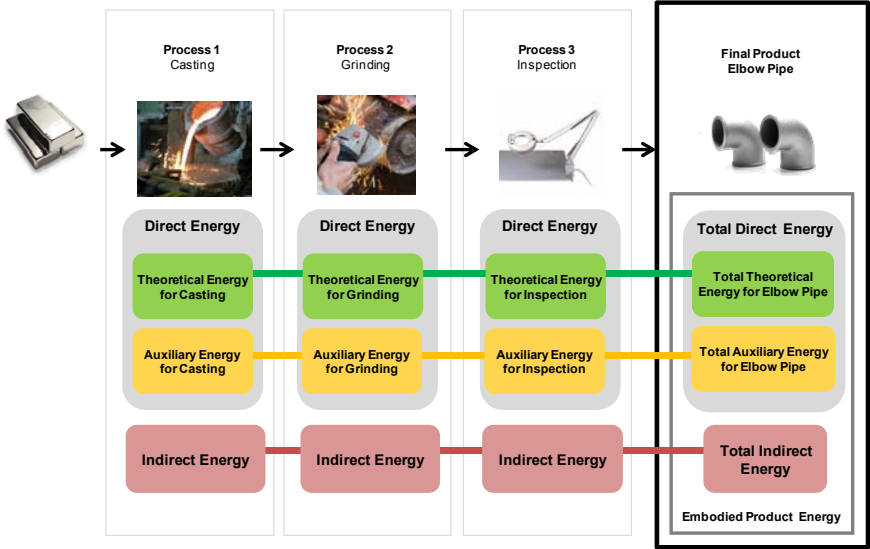 Process 1
Casting
Process 2
Grinding
Process 3
Inspection
Final Product
Elbow Pipe
Direct Energy
Direct Energy
Direct Energy
Total Direct Energy
Theoretical Energy
for Casting
Theoretical Energy
for Grinding
Theoretical Energy
for Inspection
Total Theoretical
Energy for Elbow Pipe
Auxiliary Energy
for Casting
Auxiliary Energy
for Grinding
Auxiliary Energy
for Inspection
Total Auxiliary Energy
for Elbow Pipe
Indirect Energy
Indirect Energy
Indirect Energy
Total Indirect
Energy
Embodied Product Energy